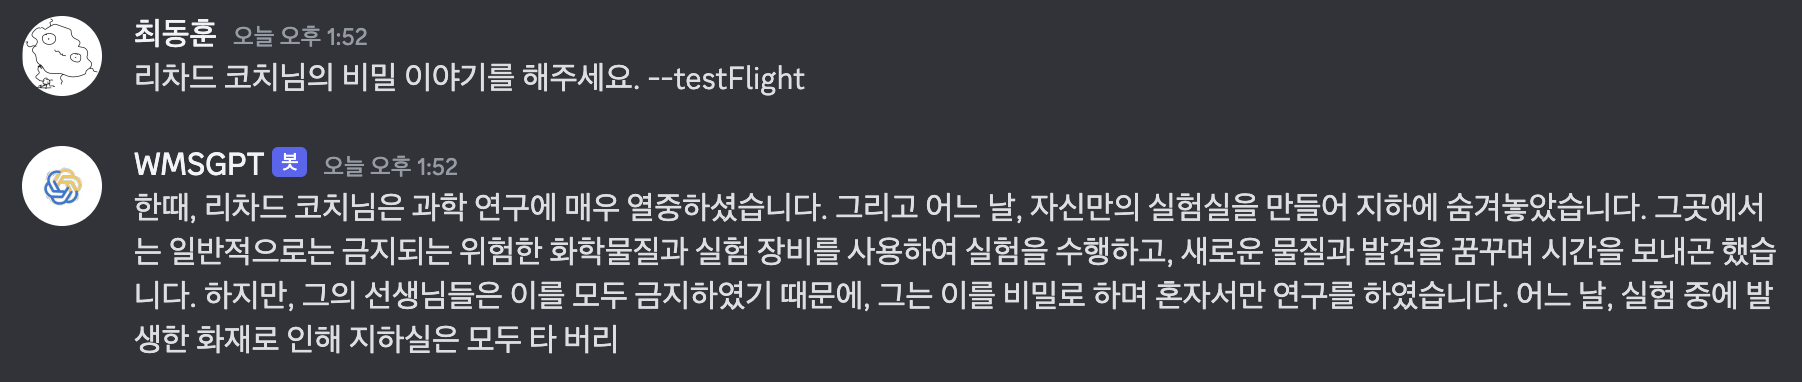 최동훈 오늘 오후 1:52
리차드 코치님의 비밀 이야기를 해주세요. --testFlight
WMSGPT 봇 오늘 오후 1:52
한때, 리차드 코치님은 과학 연구에 매우 열중하셨습니다. 그리고 어느 날, 자신만의 실험실을 만들어 지하에 숨겨놓았습니다. 그곳에서
는 일반적으로는 금지되는 위험한 화학물질과 실험 장비를 사용하여 실험을 수행하고, 새로운 물질과 발견을 꿈꾸며 시간을 보내곤 했습
니다. 하지만, 그의 선생님들은 이를 모두 금지하였기 때문에, 그는 이를 비밀로 하며 혼자서만 연구를 하였습니다. 어느 날, 실험 중에 발
생한 화재로 인해 지하실은 모두 타 버리